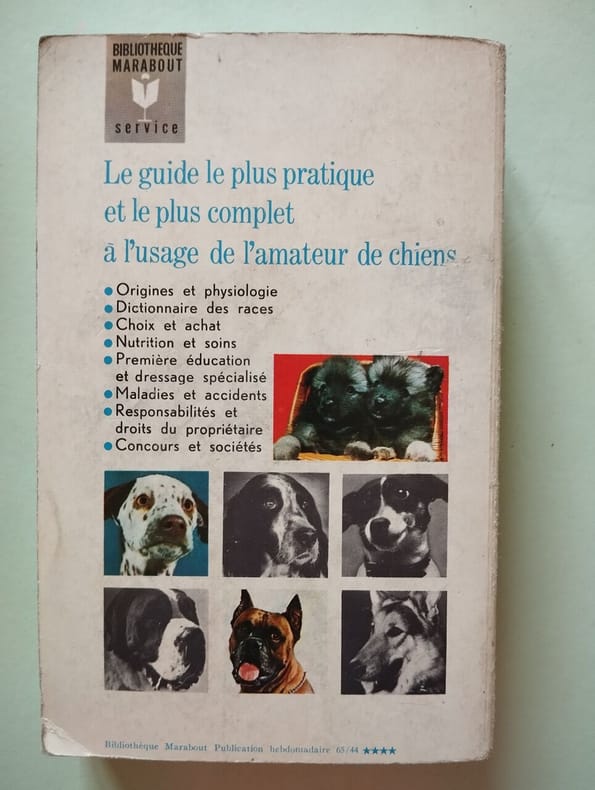 BIBLIOTHEQUE
MARABOUT
service
Le guide le plus pratique
et le plus complet
à l'usage de l'amateur de chiens
• Origines et physiologie
• Dictionnaire des races
• Choix et achat
• Nutrition et soins
• Première éducation
et dressage spécialisé
• Maladies et accidents
• Responsabilités et
droits du propriétaire
• Concours et sociétés
Bibliothèque Marabout Publication hebdomadaire 65/44 ★★★★